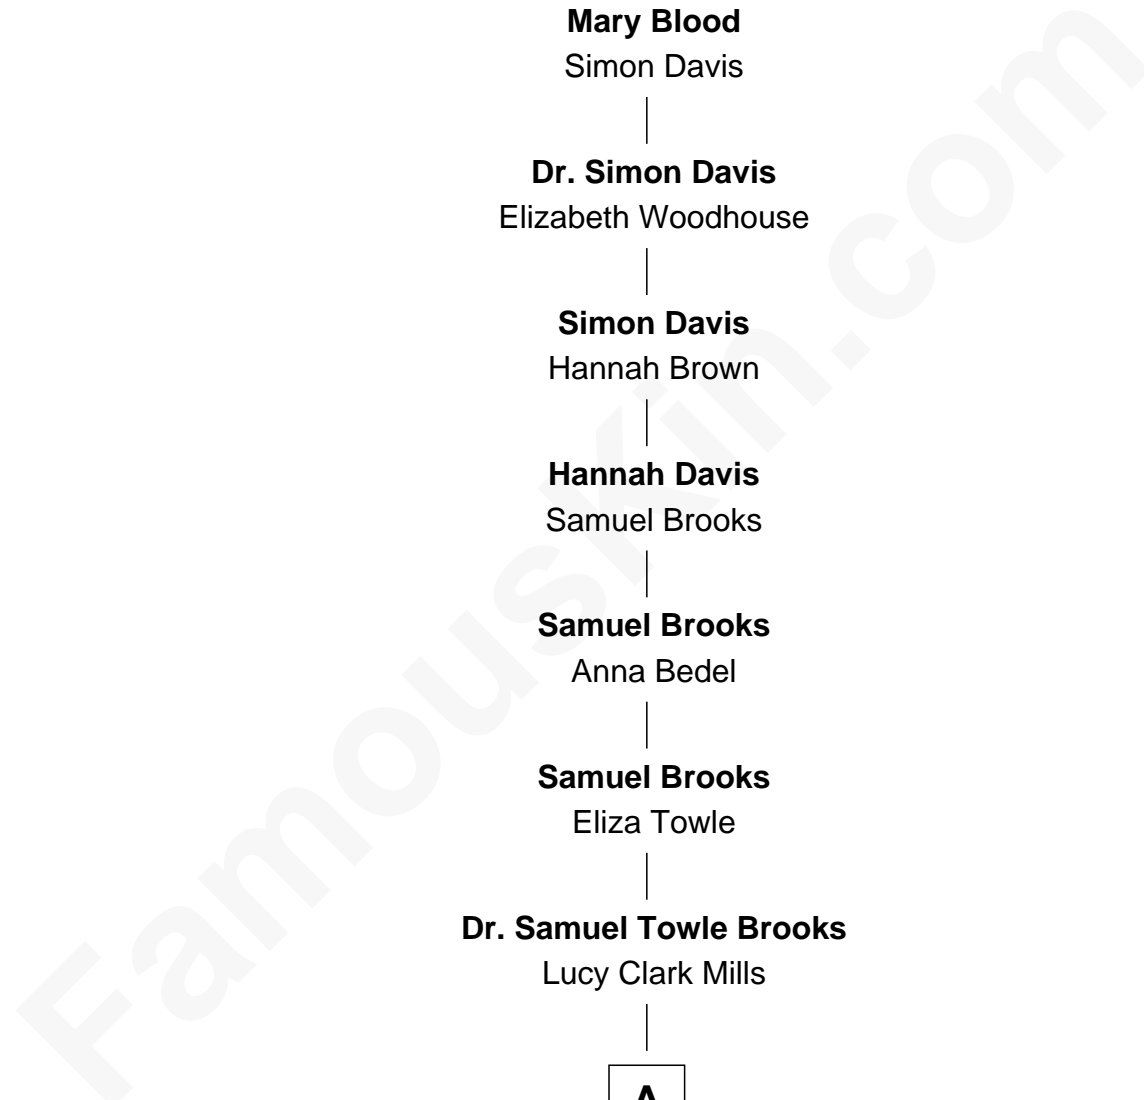 Mary Blood
Simon Davis
Dr. Simon Davis
Elizabeth Woodhouse
Simon Davis
Hannah Brown
Hannah Davis
Samuel Brooks
Samuel Brooks
Anna Bedel
Samuel Brooks
Eliza Towle
Dr. Samuel Towle Brooks
Lucy Clark Mills
A
FamousKin.com